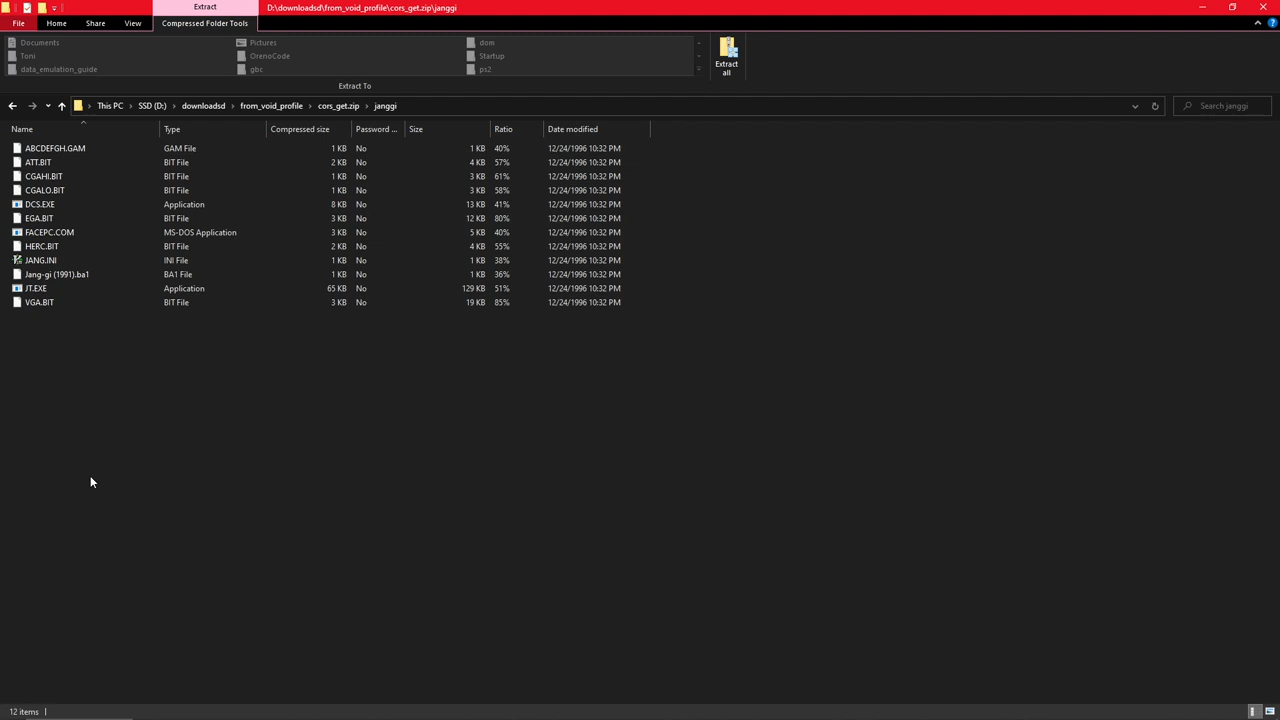 Extract D:\downloadsd\from_void_profile\cors_get.zip\janggi
File Home Share View Compressed Folder Tools
Documents Pictures dom
Toni OrenoCode Startup
data_emulation_guide gbc ps2
Extract all
Extract To
This PC SSD (D:) downloadsd from_void_profile cors_get.zip janggi Search janggi
Name Type Compressed size Password ... Size Ratio Date modified
ABCDEFGH.GAM GAM File 1 KB No 1 KB 40% 12/24/1996 10:32 PM
ATT.BIT BIT File 2 KB No 4 KB 57% 12/24/1996 10:32 PM
CGAHI.BIT BIT File 1 KB No 3 KB 61% 12/24/1996 10:32 PM
CGALO.BIT BIT File 1 KB No 3 KB 58% 12/24/1996 10:32 PM
DCS.EXE Application 8 KB No 13 KB 41% 12/24/1996 10:32 PM
EGA.BIT BIT File 3 KB No 12 KB 80% 12/24/1996 10:32 PM
FACEPC.COM MS-DOS Application 3 KB No 5 KB 40% 12/24/1996 10:32 PM
HERC.BIT BIT File 2 KB No 4 KB 55% 12/24/1996 10:32 PM
JANG.INI INI File 1 KB No 1 KB 38% 12/24/1996 10:32 PM
Jang-gi (1991).ba1 BA1 File 1 KB No 1 KB 36% 12/24/1996 10:32 PM
JT.EXE Application 65 KB No 129 KB 51% 12/24/1996 10:32 PM
VGA.BIT BIT File 3 KB No 19 KB 85% 12/24/1996 10:32 PM
12 items